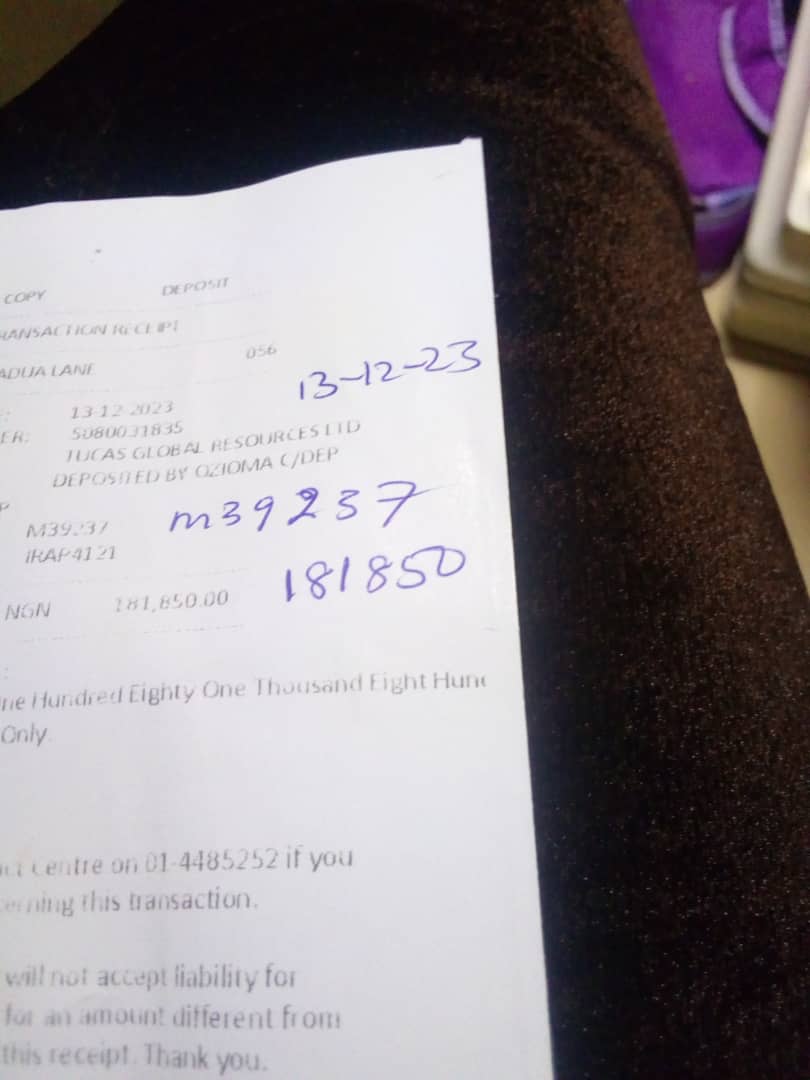 COPY DEPOSIT
RANSACTION RECEIPT
ADUA LANE 056
13-12-23
: 13-12-2023
ER: 5080031835
TUCAS GLOBAL RESOURCES LTD
DEPOSITED BY OZIOMA C/DEP
P
M39237 m39237
IRAP4121
NGN 181,850.00 181850
:
ne Hundred Eighty One Thousand Eight Hun
Only.
Centre on 01-4485252 if you
erning this transaction.
will not accept liability for
for an amount different from
this receipt. Thank you.